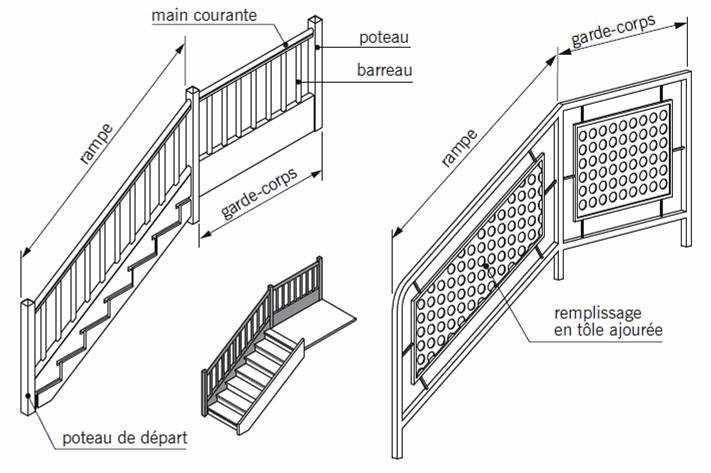 main courante
poteau
barreau
rampe
garde-corps
poteau de départ
garde-corps
rampe
remplissage
en tôle ajourée